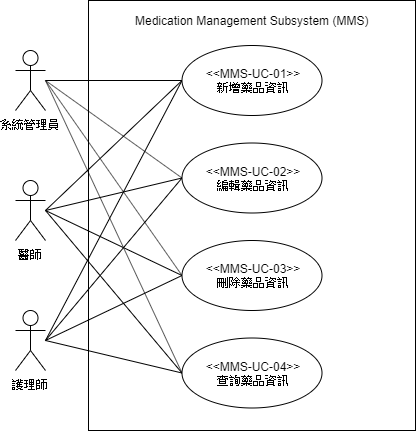 Medication Management Subsystem (MMS)
<<MMS-UC-01>>
新增藥品資訊
系統管理員
<<MMS-UC-02>>
編輯藥品資訊
醫師
<<MMS-UC-03>>
刪除藥品資訊
<<MMS-UC-04>>
查詢藥品資訊
護理師